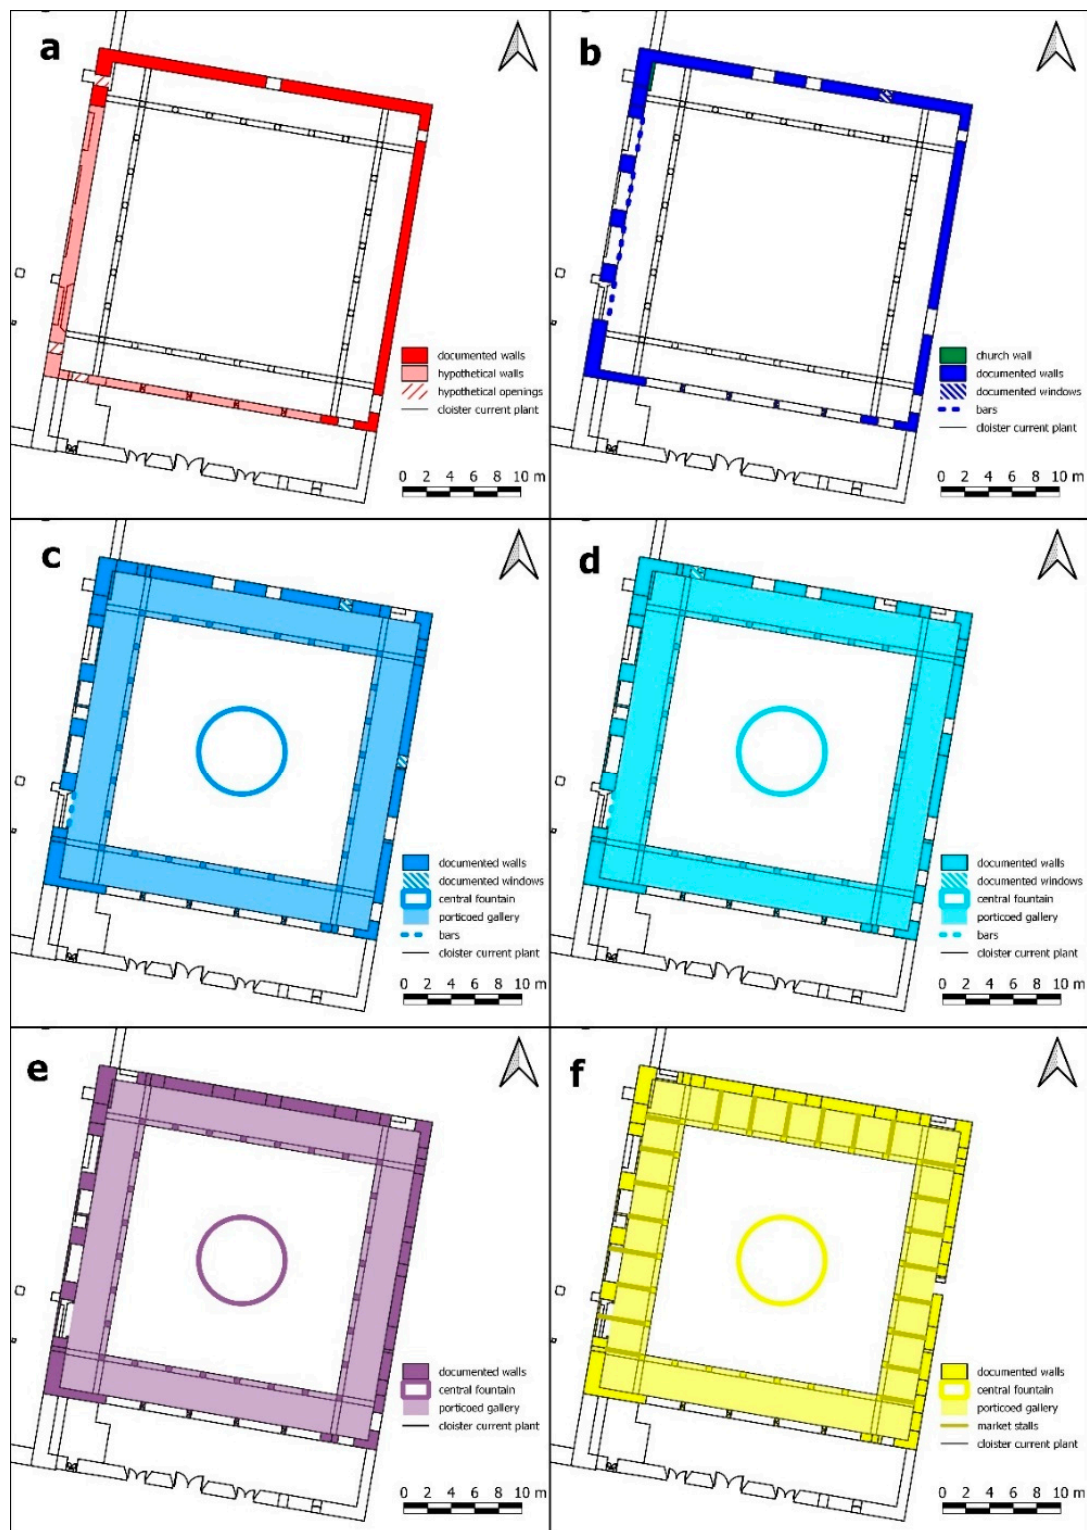 a
documented walls
hypothetical walls
hypothetical openings
cloister current plant
0 2 4 6 8 10 m
b
church wall
documented walls
documented windows
bars
cloister current plant
0 2 4 6 8 10 m
c
documented walls
documented windows
central fountain
porticoed gallery
bars
cloister current plant
0 2 4 6 8 10 m
d
documented walls
documented windows
central fountain
porticoed gallery
bars
cloister current plant
0 2 4 6 8 10 m
e
documented walls
central fountain
porticoed gallery
cloister current plant
0 2 4 6 8 10 m
f
documented walls
central fountain
porticoed gallery
market stalls
cloister current plant
0 2 4 6 8 10 m